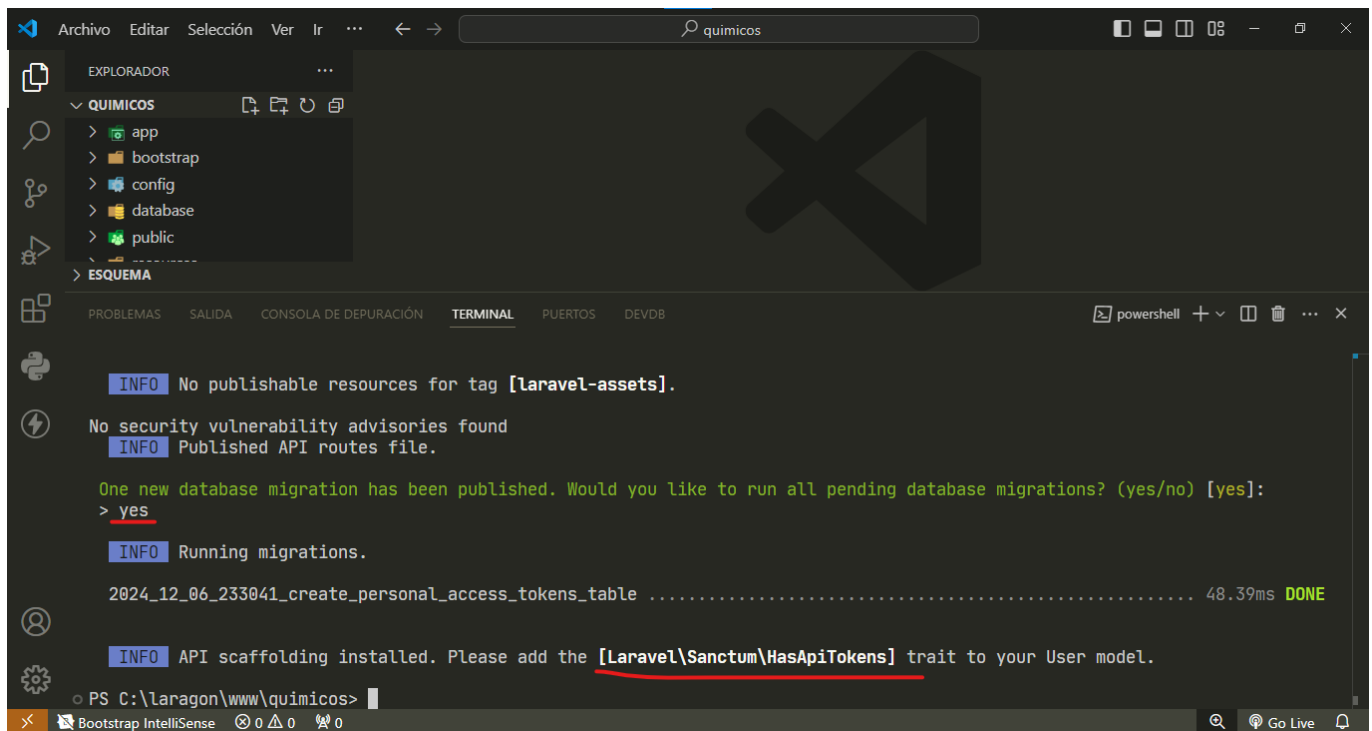 Archivo Editar Selección Ver Ir ··· quimicos
EXPLORADOR ···
QUIMICOS
app
bootstrap
config
database
public
ESQUEMA
PROBLEMAS SALIDA CONSOLA DE DEPURACIÓN TERMINAL PUERTOS DEVDB powershell
INFO No publishable resources for tag [laravel-assets].
No security vulnerability advisories found
INFO Published API routes file.
One new database migration has been published. Would you like to run all pending database migrations? (yes/no) [yes]:
> yes
INFO Running migrations.
2024_12_06_233041_create_personal_access_tokens_table ....................................................... 48.39ms DONE
INFO API scaffolding installed. Please add the [Laravel\Sanctum\HasApiTokens] trait to your User model.
PS C:\laragon\www\quimicos>
Bootstrap IntelliSense 0 0 0 Go Live